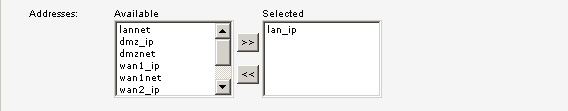 Addresses:
Available
Selected
lannet
dmz_ip
dmznet
wan1_ip
wan1net
wan2_ip
>>
<<
lan_ip